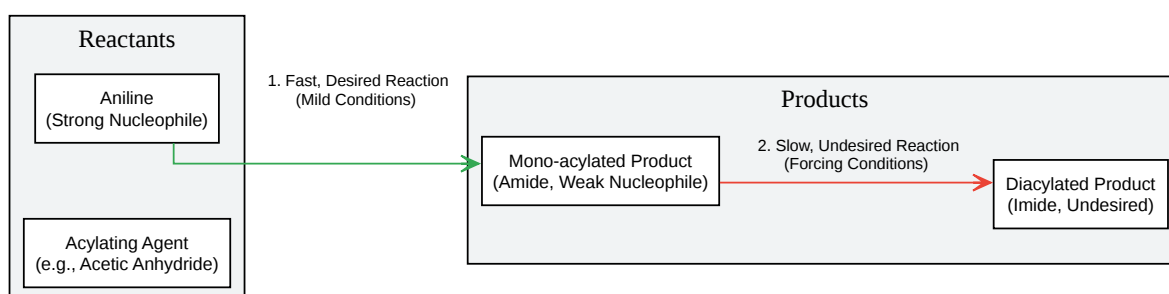 Reactants
Aniline
(Strong Nucleophile)
Acylating Agent
(e.g., Acetic Anhydride)
1. Fast, Desired Reaction
(Mild Conditions)
Products
Mono-acylated Product
(Amide, Weak Nucleophile)
2. Slow, Undesired Reaction
(Forcing Conditions)
Diacylated Product
(Imide, Undesired)